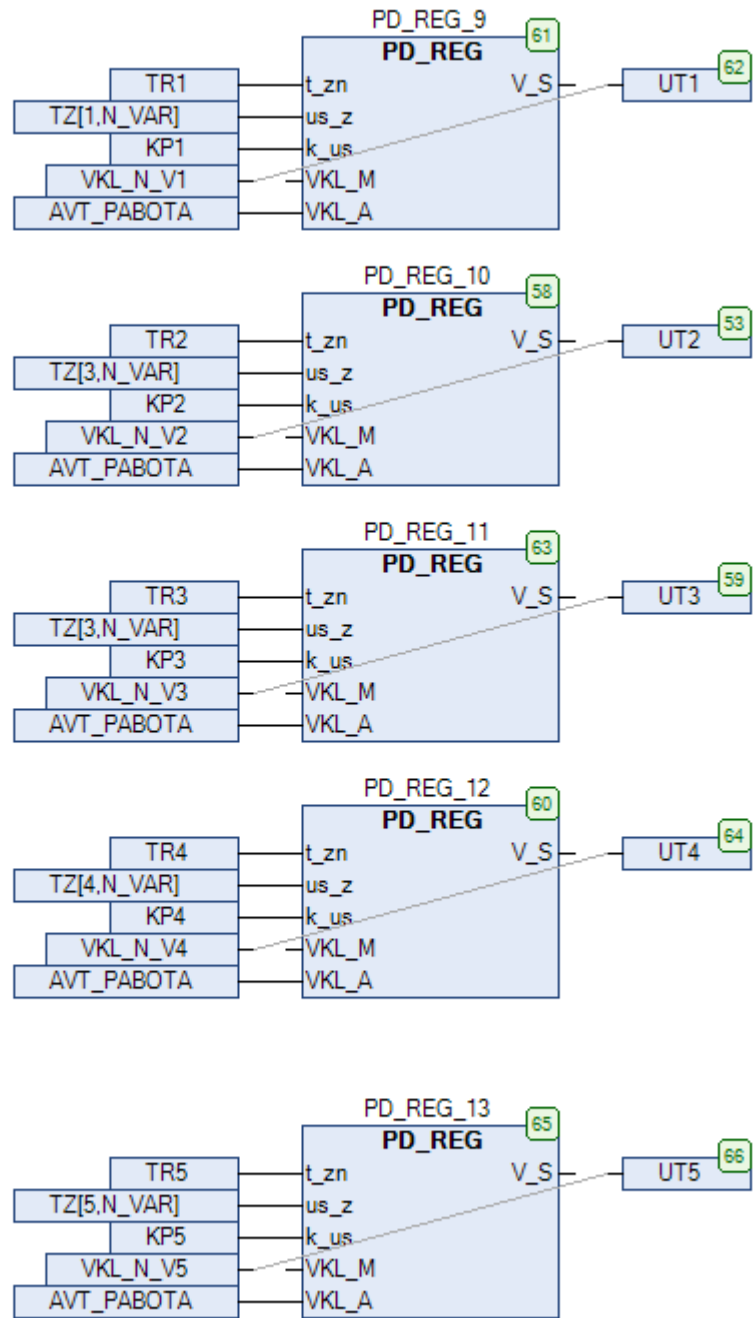 PD_REG_9
61
PD_REG
TR1 t_zn V_S UT1 62
TZ[1,N_VAR] us_z
KP1 k_us
VKL_N_V1 VKL_M
AVT_PABOTA VKL_A
PD_REG_10
58
PD_REG
TR2 t_zn V_S UT2 53
TZ[3,N_VAR] us_z
KP2 k_us
VKL_N_V2 VKL_M
AVT_PABOTA VKL_A
PD_REG_11
63
PD_REG
TR3 t_zn V_S UT3 59
TZ[3,N_VAR] us_z
KP3 k_us
VKL_N_V3 VKL_M
AVT_PABOTA VKL_A
PD_REG_12
60
PD_REG
TR4 t_zn V_S UT4 64
TZ[4,N_VAR] us_z
KP4 k_us
VKL_N_V4 VKL_M
AVT_PABOTA VKL_A
PD_REG_13
65
PD_REG
TR5 t_zn V_S UT5 66
TZ[5,N_VAR] us_z
KP5 k_us
VKL_N_V5 VKL_M
AVT_PABOTA VKL_A